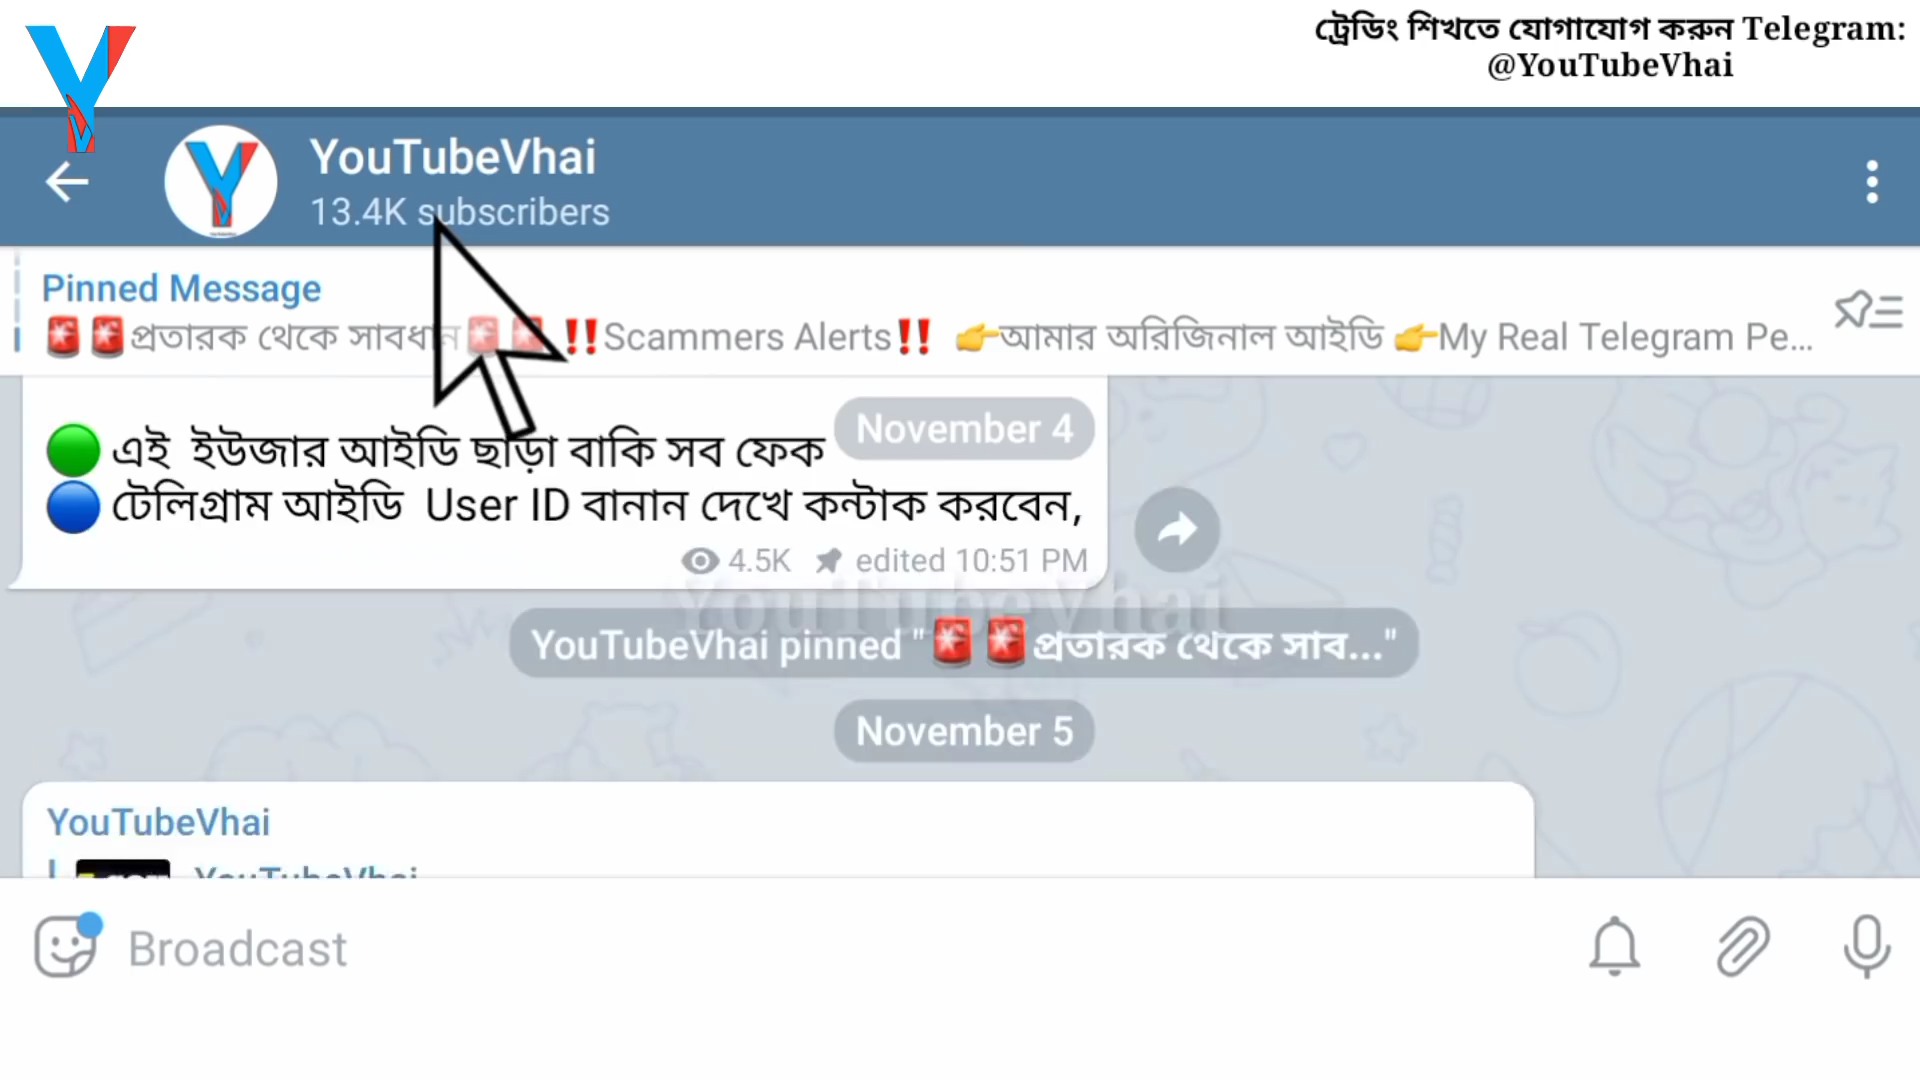 ট্রেডিং শিখতে যোগাযোগ করুন Telegram:
@YouTubeVhai
YouTubeVhai
13.4K subscribers
Pinned Message
🚨🚨প্রতারক থেকে সাবধান🚨🚨‼️Scammers Alerts‼️ 👉আমার অরিজিনাল আইডি 👉My Real Telegram Pe...
November 4
🟢 এই ইউজার আইডি ছাড়া বাকি সব ফেক
🔵 টেলিগ্রাম আইডি User ID বানান দেখে কন্টাক করবেন,
4.5K edited 10:51 PM
YouTubeVhai
YouTubeVhai pinned "🚨🚨প্রতারক থেকে সাব..."
November 5
YouTubeVhai
YouTubeVhai
Broadcast